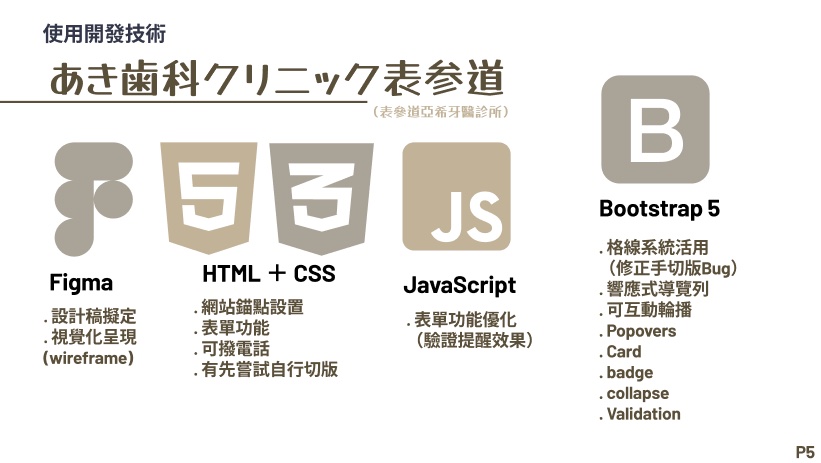 使用開發技術
あき歯科クリニック表参道
（表參道亞希牙醫診所）
5
3
JS
B
Figma
. 設計稿擬定
. 視覺化呈現
(wireframe)
HTML ＋ CSS
. 網站錨點設置
. 表單功能
. 可撥電話
. 有先嘗試自行切版
JavaScript
. 表單功能優化
（驗證提醒效果）
Bootstrap 5
. 格線系統活用
（修正手切版Bug）
. 響應式導覽列
. 可互動輪播
. Popovers
. Card
. badge
. collapse
. Validation
P5